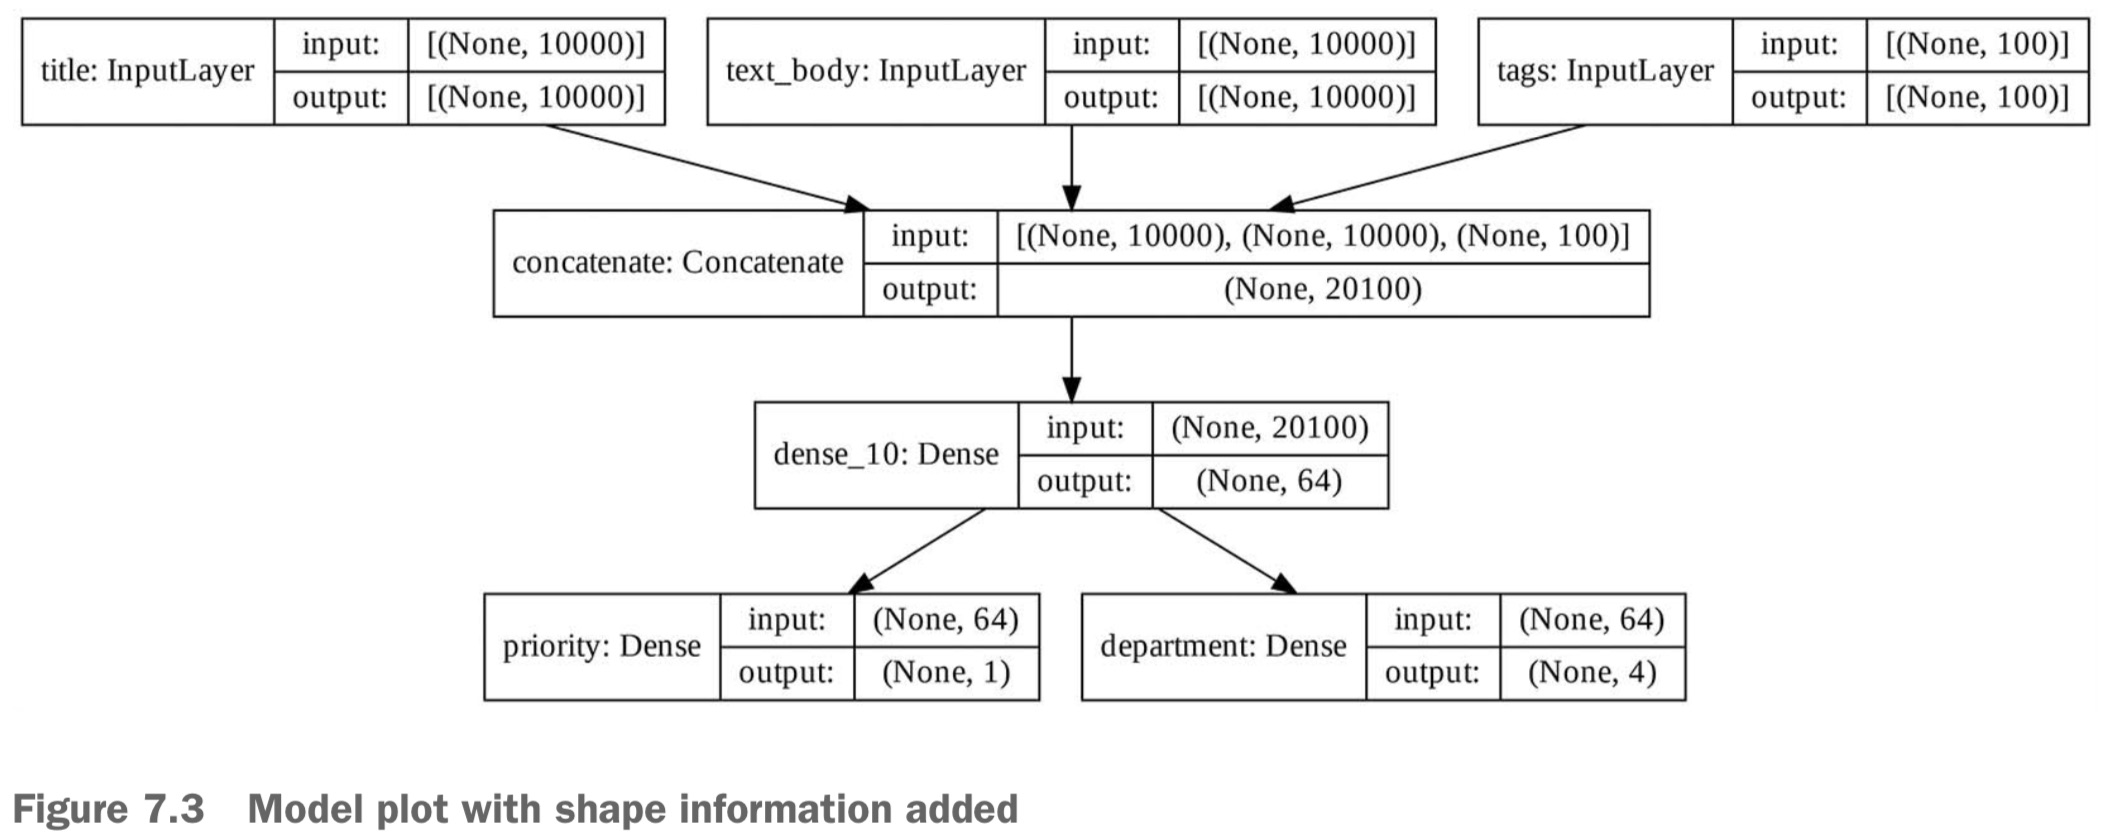 title: InputLayer
input: [(None, 10000)]
output: [(None, 10000)]
text_body: InputLayer
input: [(None, 10000)]
output: [(None, 10000)]
tags: InputLayer
input: [(None, 100)]
output: [(None, 100)]
concatenate: Concatenate
input: [(None, 10000), (None, 10000), (None, 100)]
output: (None, 20100)
dense_10: Dense
input: (None, 20100)
output: (None, 64)
priority: Dense
input: (None, 64)
output: (None, 1)
department: Dense
input: (None, 64)
output: (None, 4)
Figure 7.3 Model plot with shape information added